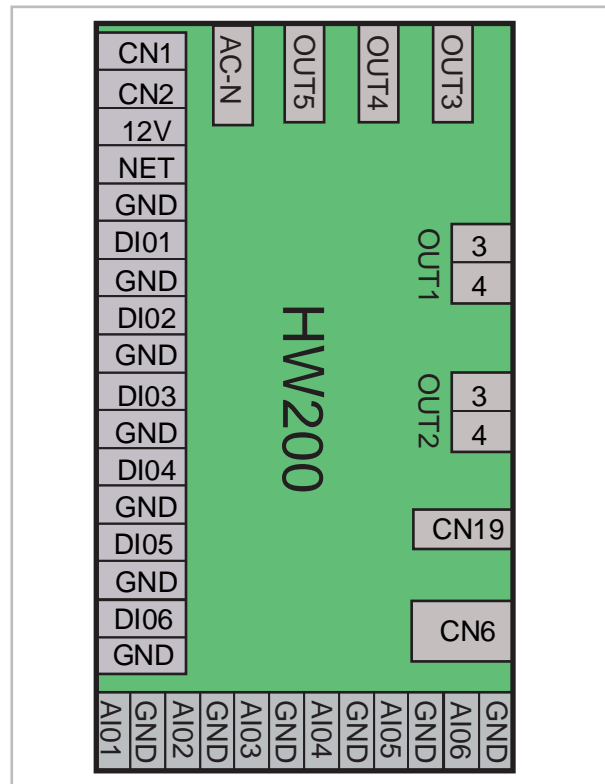 CN1
CN2
12V
NET
GND
DI01
GND
DI02
GND
DI03
GND
DI04
GND
DI05
GND
DI06
GND
AC-N
OUT5
OUT4
OUT3
OUT1
3
4
HW200
OUT2
3
4
CN19
CN6
AI01
GND
AI02
GND
AI03
GND
AI04
GND
AI05
GND
AI06
GND